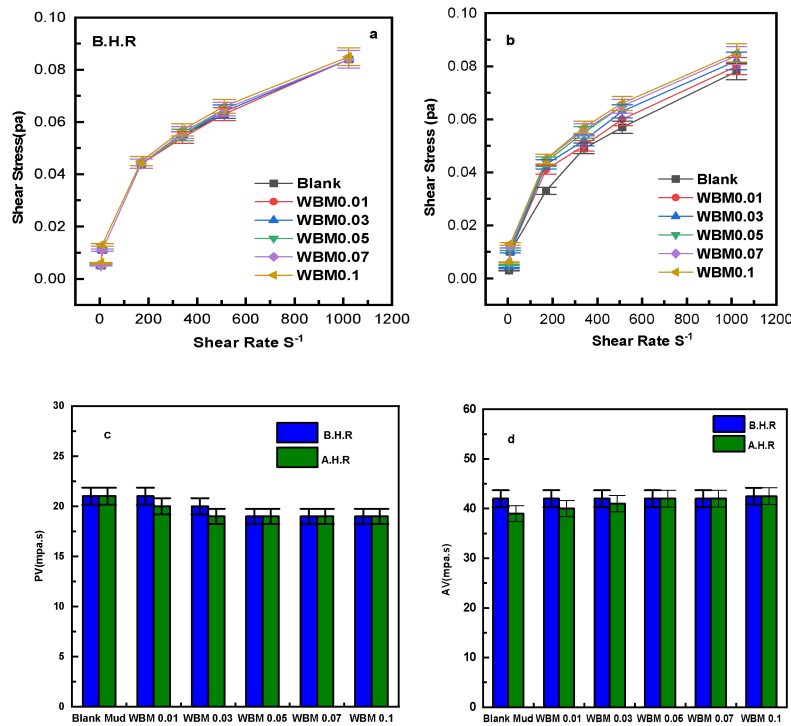 B.H.R
a
0.10
0.08
0.06
0.04
0.02
0.00
Shear Stress(pa)
Blank
WBM0.01
WBM0.03
WBM0.05
WBM0.07
WBM0.1
0 200 400 600 800 1000 1200
Shear Rate S⁻¹
b
0.10
0.08
0.06
0.04
0.02
0.00
Shear Stress (pa)
Blank
WBM0.01
WBM0.03
WBM0.05
WBM0.07
WBM0.1
0 200 400 600 800 1000 1200
Shear Rate S⁻¹
c
30
25
20
15
10
5
0
PV(mpa.s)
B.H.R
A.H.R
Blank Mud WBM 0.01 WBM 0.03 WBM 0.05 WBM 0.07 WBM 0.1
d
60
50
40
30
20
10
0
AV(mpa.s)
B.H.R
A.H.R
Blank Mud WBM 0.01 WBM 0.03 WBM 0.05 WBM 0.07 WBM 0.1